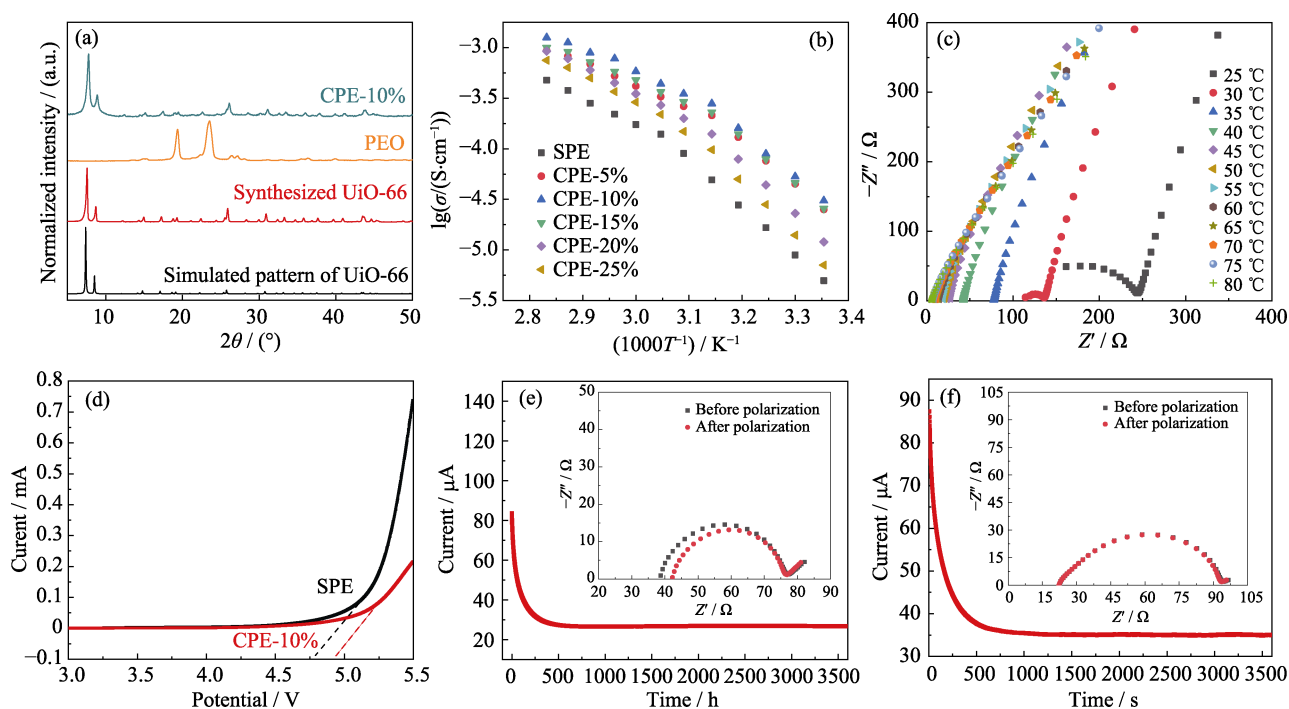 (a)
CPE-10%
PEO
Synthesized UiO-66
Simulated pattern of UiO-66
Normalized intensity / (a.u.)
10 20 30 40 50
2θ / (°)
(b)
−3.0
−3.5
−4.0
−4.5
−5.0
−5.5
lg(σ/(S·cm⁻¹))
SPE
CPE-5%
CPE-10%
CPE-15%
CPE-20%
CPE-25%
2.8 2.9 3.0 3.1 3.2 3.3 3.4
(1000T⁻¹) / K⁻¹
(c)
400
300
200
100
0
−Z″ / Ω
25 ℃
30 ℃
35 ℃
40 ℃
45 ℃
50 ℃
55 ℃
60 ℃
65 ℃
70 ℃
75 ℃
80 ℃
0 100 200 300 400
Z′ / Ω
(d)
0.8
0.7
0.6
0.5
0.4
0.3
0.2
0.1
0
−0.1
Curent / mA
SPE
CPE-10%
3.0 3.5 4.0 4.5 5.0 5.5
Potential / V
(e)
140
120
100
80
60
40
20
Current / μA
50
40
30
20
10
0
−Z″ / Ω
Before polarization
After polarization
20 30 40 50 60 70 80 90
Z′ / Ω
0 500 1000 1500 2000 2500 3000 3500
Time / h
(f)
90
80
70
60
50
40
30
Current / μA
105
90
75
60
45
30
15
0
−Z″ / Ω
Before polarization
After polarization
0 15 30 45 60 75 90 105
Z′ / Ω
0 500 1000 1500 2000 2500 3000 3500
Time / s